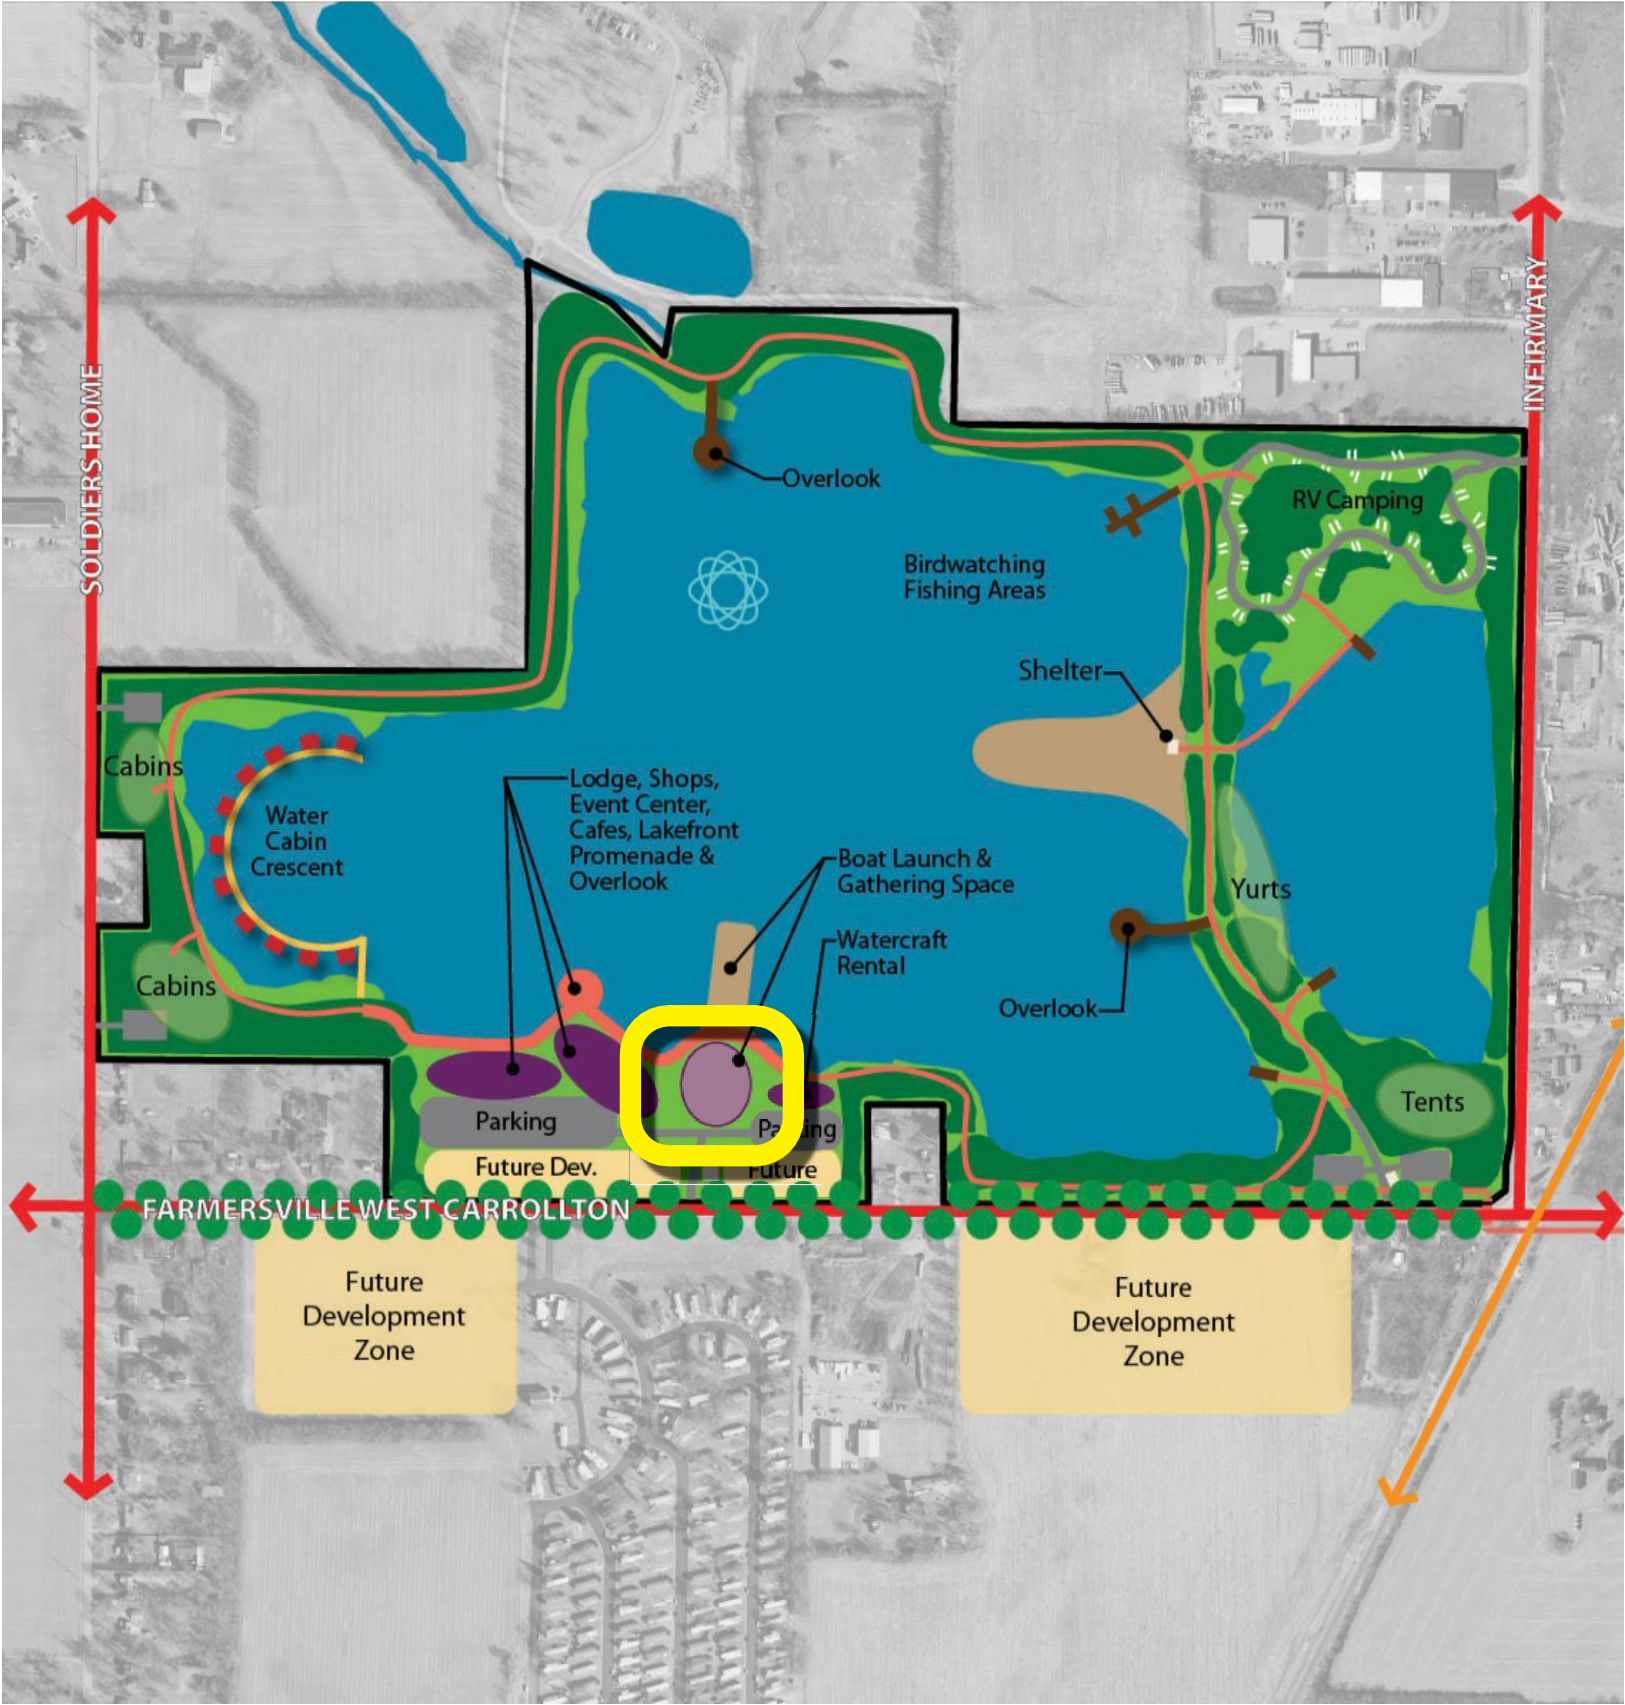 SOLDIERS HOME
INFIRMARY
Overlook
RV Camping
Birdwatching
Fishing Areas
Shelter
Cabins
Water
Cabin
Crescent
Lodge, Shops,
Event Center,
Cafes, Lakefront
Promenade &
Overlook
Boat Launch &
Gathering Space
Yurts
Watercraft
Rental
Cabins
Overlook
Tents
Parking
Future Dev.
Future
FARMERSVILLE WEST CARROLLTON
Future
Development
Zone
Future
Development
Zone